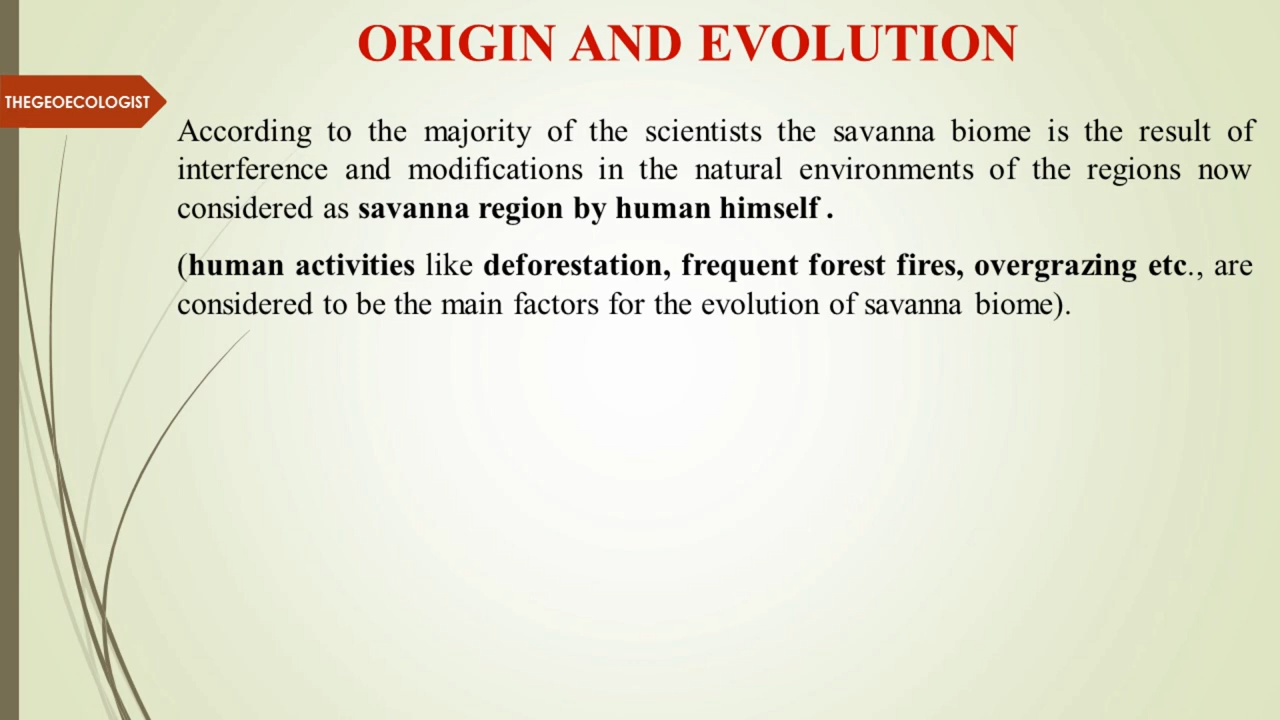 ORIGIN AND EVOLUTION
THEGEOECOLOGIST
According to the majority of the scientists the savanna biome is the result of
interference and modifications in the natural environments of the regions now
considered as savanna region by human himself .
(human activities like deforestation, frequent forest fires, overgrazing etc., are
considered to be the main factors for the evolution of savanna biome).